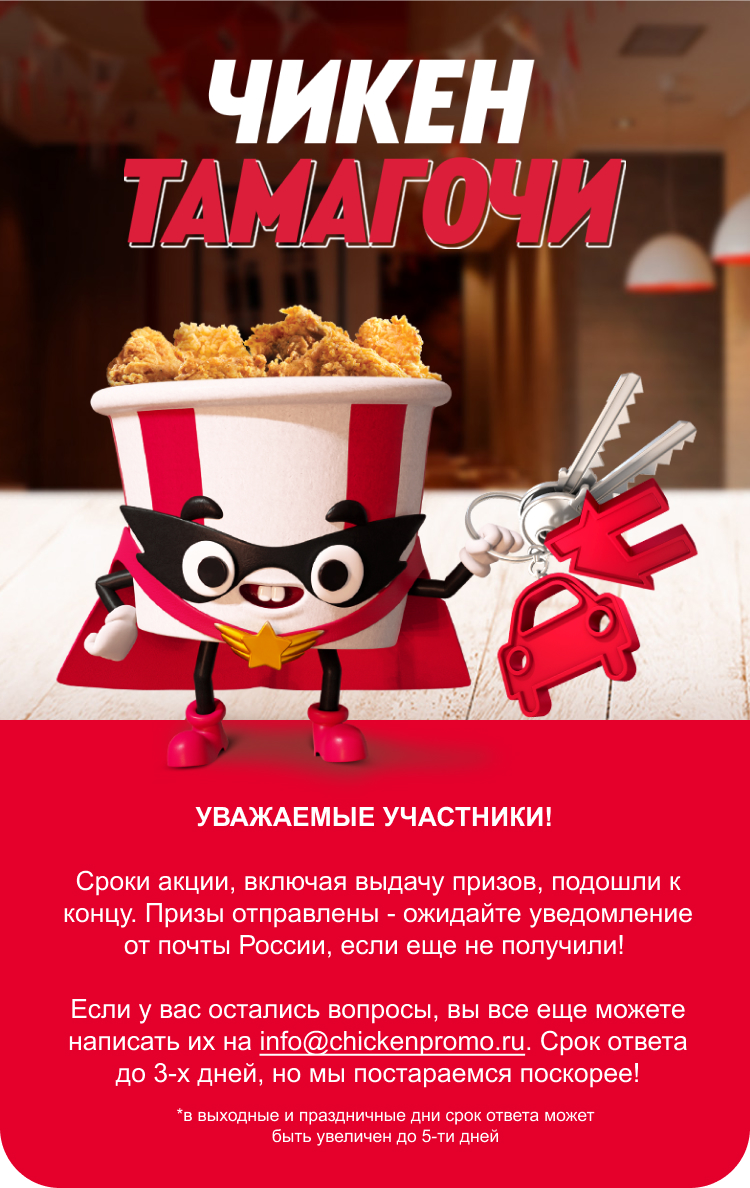 ЧИКЕН
ТАМАГОЧИ
УВАЖАЕМЫЕ УЧАСТНИКИ!
Сроки акции, включая выдачу призов, подошли к
концу. Призы отправлены - ожидайте уведомление
от почты России, если еще не получили!
Если у вас остались вопросы, вы все еще можете
написать их на info@chickenpromo.ru. Срок ответа
до 3-х дней, но мы постараемся поскорее!
*в выходные и праздничные дни срок ответа может
быть увеличен до 5-ти дней